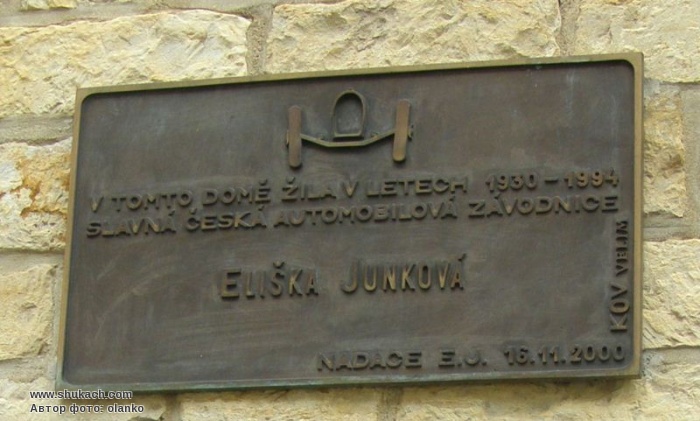 V TOMTO DOMĚ ŽILA V LETECH 1930 – 1994
SLAVNÁ ČESKÁ AUTOMOBILOVÁ ZÁVODNICE
ELIŠKA JUNKOVÁ
NADACE E.J. 16.11.2000
KOV VELIM
www.shukach.com
Автор фото: olanko